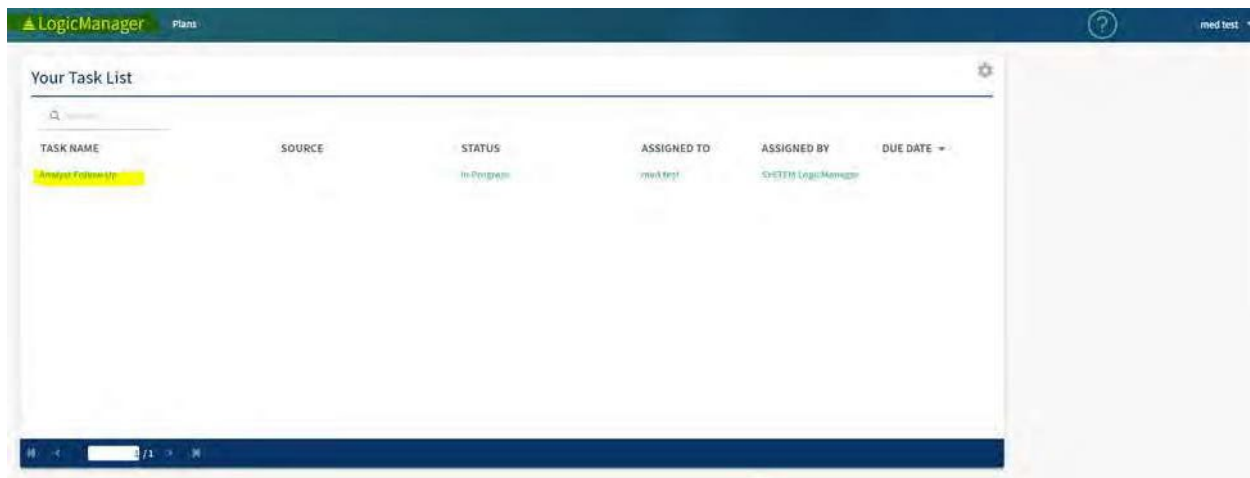 LogicManager Plans ? med test
Your Task List
TASK NAME SOURCE STATUS ASSIGNED TO ASSIGNED BY DUE DATE
Analyst Follow Up In Progress med test SYSTEM LogicManager
/1